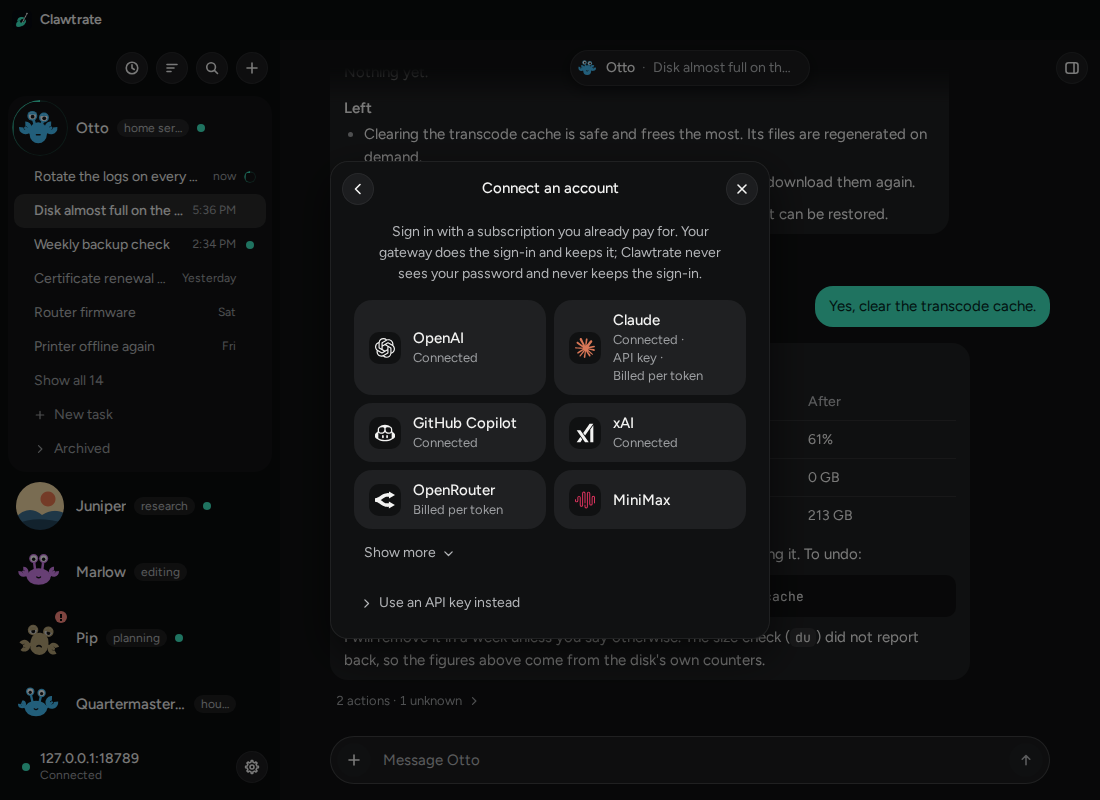 Clawtrate
Otto
home ser...
Rotate the logs on every ...
now
Disk almost full on the ...
5:36 PM
Weekly backup check
2:34 PM
Certificate renewal ...
Yesterday
Router firmware
Sat
Printer offline again
Fri
Show all 14
New task
Archived
Juniper
research
Marlow
editing
!
Pip
planning
Quartermaster...
hou...
127.0.0.1:18789
Connected
Nothing yet.
Otto · Disk almost full on th...
Left
• Clearing the transcode cache is safe and frees the most. Its files are regenerated on
demand.
download them again.
t can be restored.
Yes, clear the transcode cache.
After
61%
0 GB
213 GB
ng it. To undo:
cache
I will remove it in a week unless you say otherwise. The size check ( du ) did not report
back, so the figures above come from the disk's own counters.
2 actions · 1 unknown
Message Otto
Connect an account
Sign in with a subscription you already pay for. Your
gateway does the sign-in and keeps it; Clawtrate never
sees your password and never keeps the sign-in.
OpenAI
Connected
Claude
Connected ·
API key ·
Billed per token
GitHub Copilot
Connected
xAI
Connected
OpenRouter
Billed per token
MiniMax
Show more
Use an API key instead